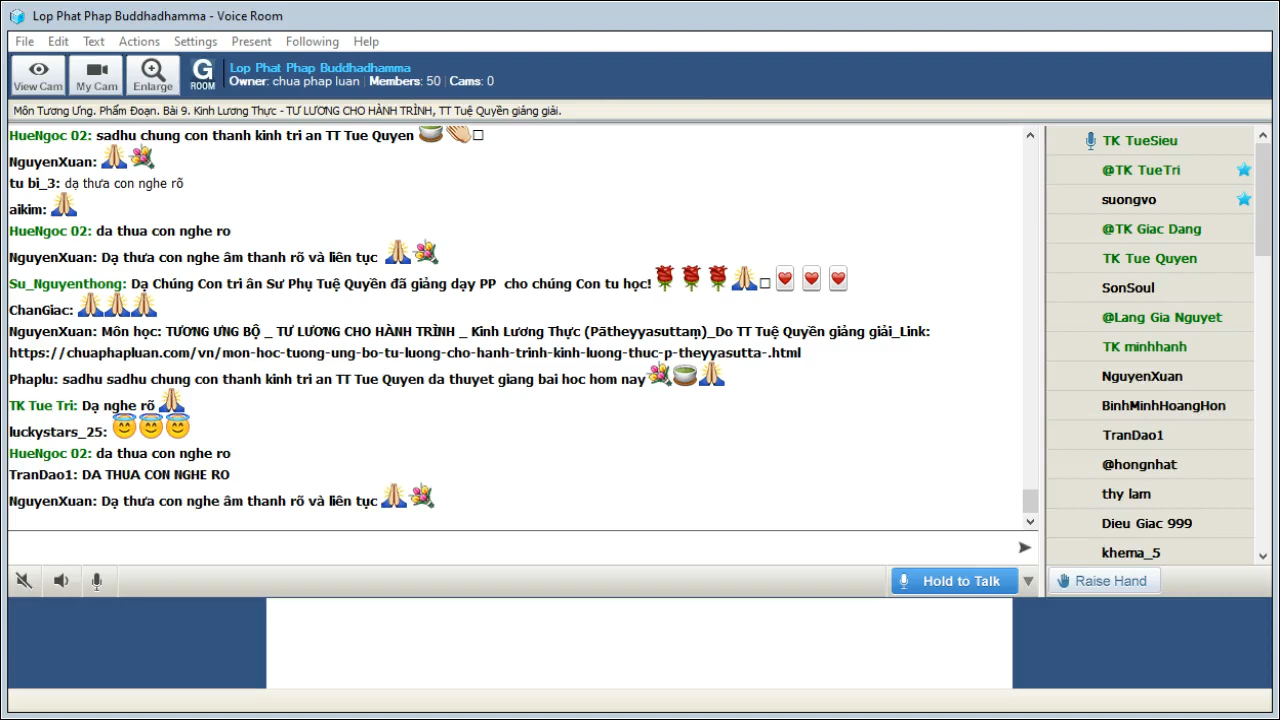 Lop Phat Phap Buddhadhamma - Voice Room
File Edit Text Actions Settings Present Following Help
View Cam My Cam Enlarge G ROOM
Lop Phat Phap Buddhadhamma
Owner: chua phap luan Members: 50 Cams: 0
Môn Tương Ưng. Phẩm Đoạn. Bài 9. Kinh Lương Thực - TƯ LƯƠNG CHO HÀNH TRÌNH, TT Tuệ Quyền giảng giải.
HueNgoc 02: sadhu chung con thanh kinh tri an TT Tue Quyen
NguyenXuan:
tu bi_3: dạ thưa con nghe rõ
aikim:
HueNgoc 02: da thua con nghe ro
NguyenXuan: Dạ thưa con nghe âm thanh rõ và liên tục
Su_Nguyenthong: Dạ Chúng Con tri ân Sư Phụ Tuệ Quyền đã giảng dạy PP cho chúng Con tu học!
ChanGiac:
NguyenXuan: Môn học: TƯƠNG ƯNG BỘ _ TƯ LƯƠNG CHO HÀNH TRÌNH _ Kinh Lương Thực (Pātheyyasuttaṃ)_Do TT Tuệ Quyền giảng giải_Link:
https://chuaphapluan.com/vn/mon-hoc-tuong-ung-bo-tu-luong-cho-hanh-trinh-kinh-luong-thuc-p-theyyasutta-.html
Phaplu: sadhu sadhu chung con thanh kinh tri an TT Tue Quyen da thuyet giang bai hoc hom nay
TK Tue Tri: Dạ nghe rõ
luckystars_25:
HueNgoc 02: da thua con nghe ro
TranDao1: DA THUA CON NGHE RO
NguyenXuan: Dạ thưa con nghe âm thanh rõ và liên tục
Hold to Talk
TK TueSieu
@TK TueTri
suongvo
@TK Giac Dang
TK Tue Quyen
SonSoul
@Lang Gia Nguyet
TK minhhanh
NguyenXuan
BinhMinhHoangHon
TranDao1
@hongnhat
thy lam
Dieu Giac 999
khema_5
Raise Hand